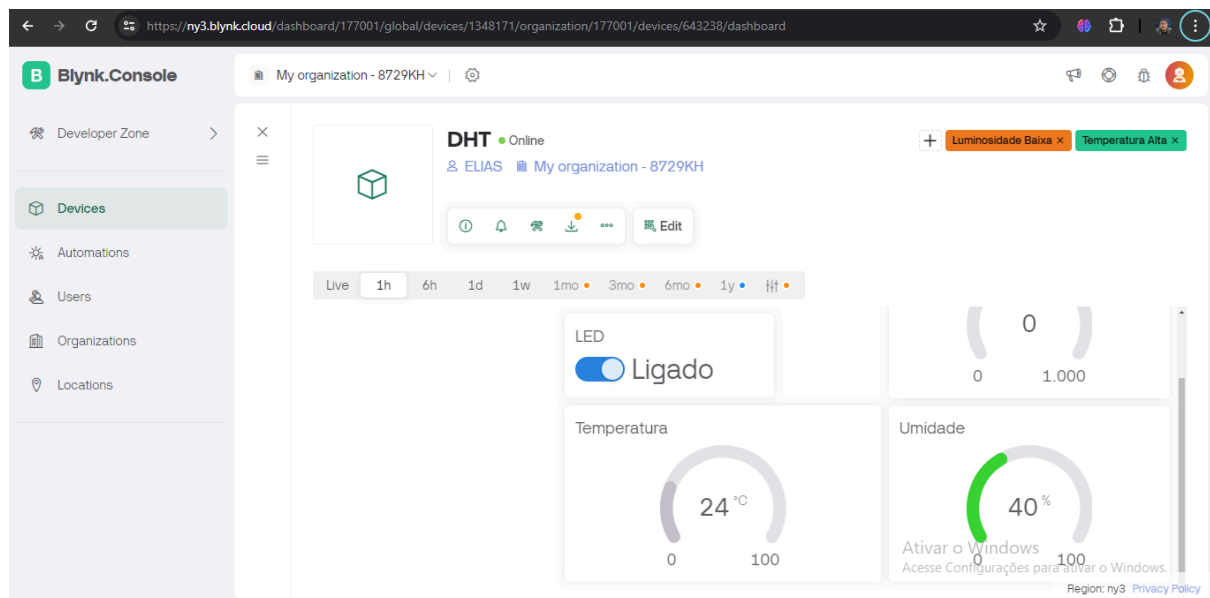 https://ny3.blynk.cloud/dashboard/177001/global/devices/1348171/organization/177001/devices/643238/dashboard
B Blynk.Console
My organization - 8729KH
Developer Zone
Devices
Automations
Users
Organizations
Locations
DHT Online
ELIAS My organization - 8729KH
Luminosidade Baixa × Temperatura Alta ×
Edit
Live 1h 6h 1d 1w 1mo 3mo 6mo 1y
LED
Ligado
0
0 1.000
Temperatura
24 °C
0 100
Umidade
40 %
0 100
Ativar o Windows
Acesse Configurações para ativar o Windows.
Region: ny3 Privacy Policy